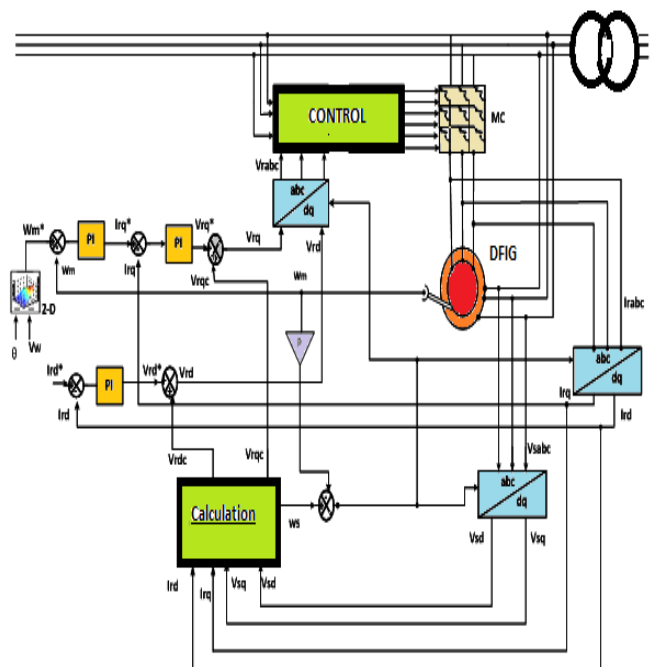 CONTROL
MC
Vrabc
abc
dq
Wm*
PI
Irq*
PI
Vrq*
Vrq
Vrd
DFIG
Wm
Irq
Vrqc
wm
2-D
θ
Vw
P
Irabc
abc
dq
Ird*
PI
Vrd*
Vrd
Ird
Irq
Ird
Vrdc
Vrqc
Vsabc
abc
dq
Calculation
ws
Vsd
Vsq
Ird
Irq
Vsq
Vsd